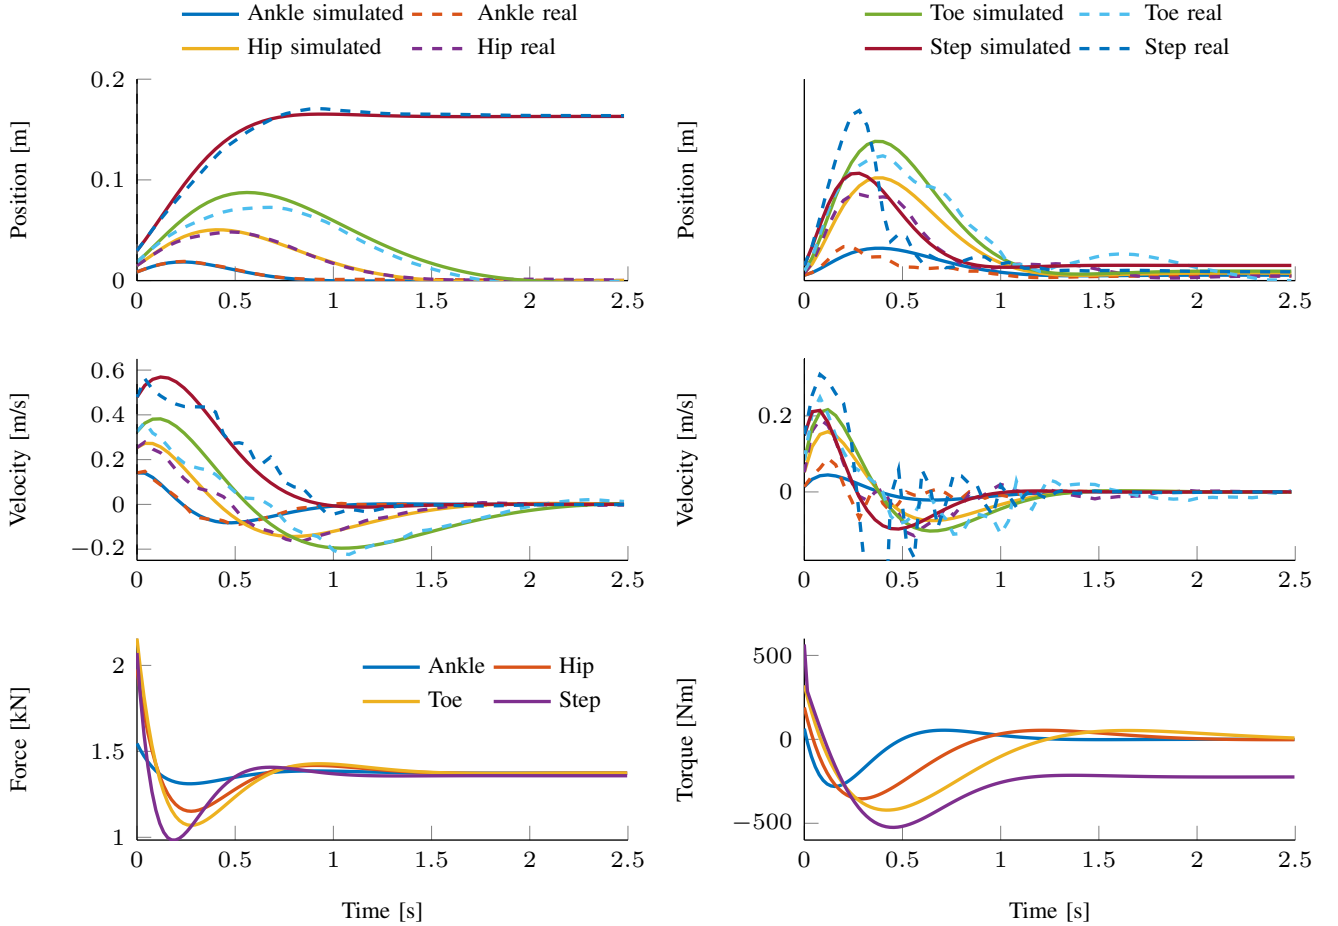 Ankle simulated Ankle real
Hip simulated Hip real
Toe simulated Toe real
Step simulated Step real
Position [m]
0.2
0.1
0
0 0.5 1 1.5 2 2.5
Position [m]
0 0.5 1 1.5 2 2.5
Velocity [m/s]
0.6
0.4
0.2
0
−0.2
0 0.5 1 1.5 2 2.5
Velocity [m/s]
0.2
0
0 0.5 1 1.5 2 2.5
Force [kN]
2
1.5
1
Ankle Hip
Toe Step
0 0.5 1 1.5 2 2.5
Time [s]
Torque [Nm]
500
0
−500
0 0.5 1 1.5 2 2.5
Time [s]